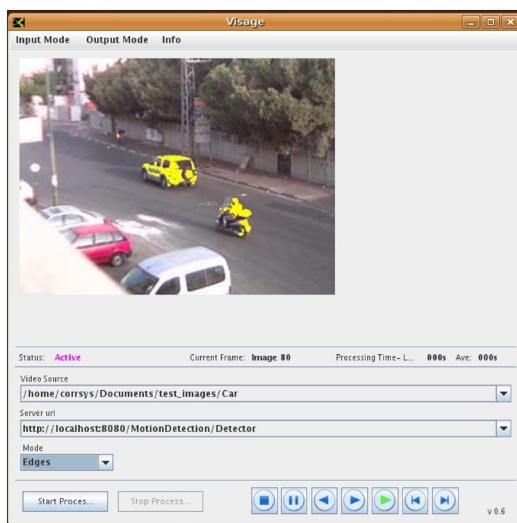 Visage
Input Mode Output Mode Info
Status: Active Current Frame: Image 80 Processing Time- L... 000s Ave: 000s
Video Source
/home/corrsys/Documents/test_images/Car
Server url
http://localhost:8080/MotionDetection/Detector
Mode
Edges
Start Proces... Stop Process...
v 0.6